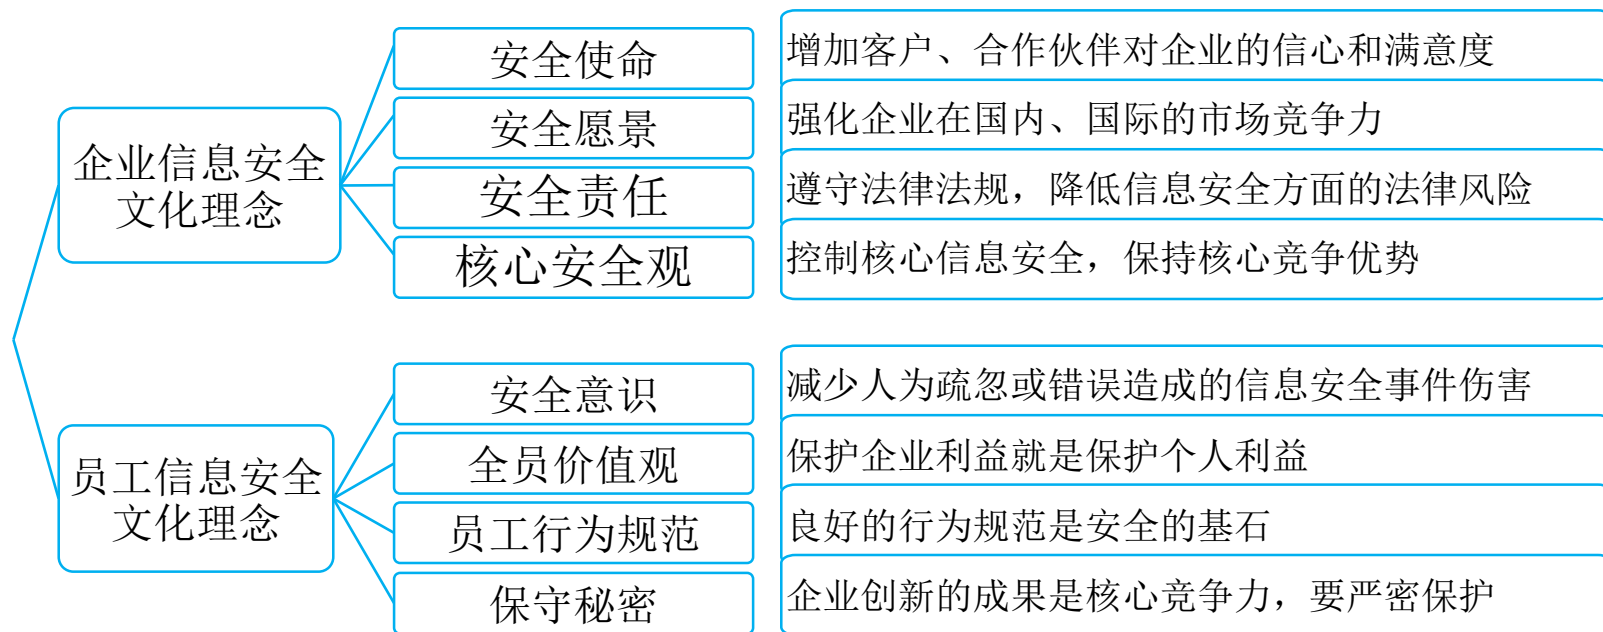 企业信息安全
文化理念
安全使命
增加客户、合作伙伴对企业的信心和满意度
安全愿景
强化企业在国内、国际的市场竞争力
安全责任
遵守法律法规，降低信息安全方面的法律风险
核心安全观
控制核心信息安全，保持核心竞争优势
员工信息安全
文化理念
安全意识
减少人为疏忽或错误造成的信息安全事件伤害
全员价值观
保护企业利益就是保护个人利益
员工行为规范
良好的行为规范是安全的基石
保守秘密
企业创新的成果是核心竞争力，要严密保护